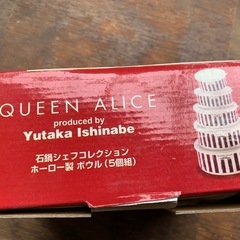 QUEEN ALICE
produced by
Yutaka Ishinabe
石鍋シェフコレクション
ホーロー製 ボウル（5個組）